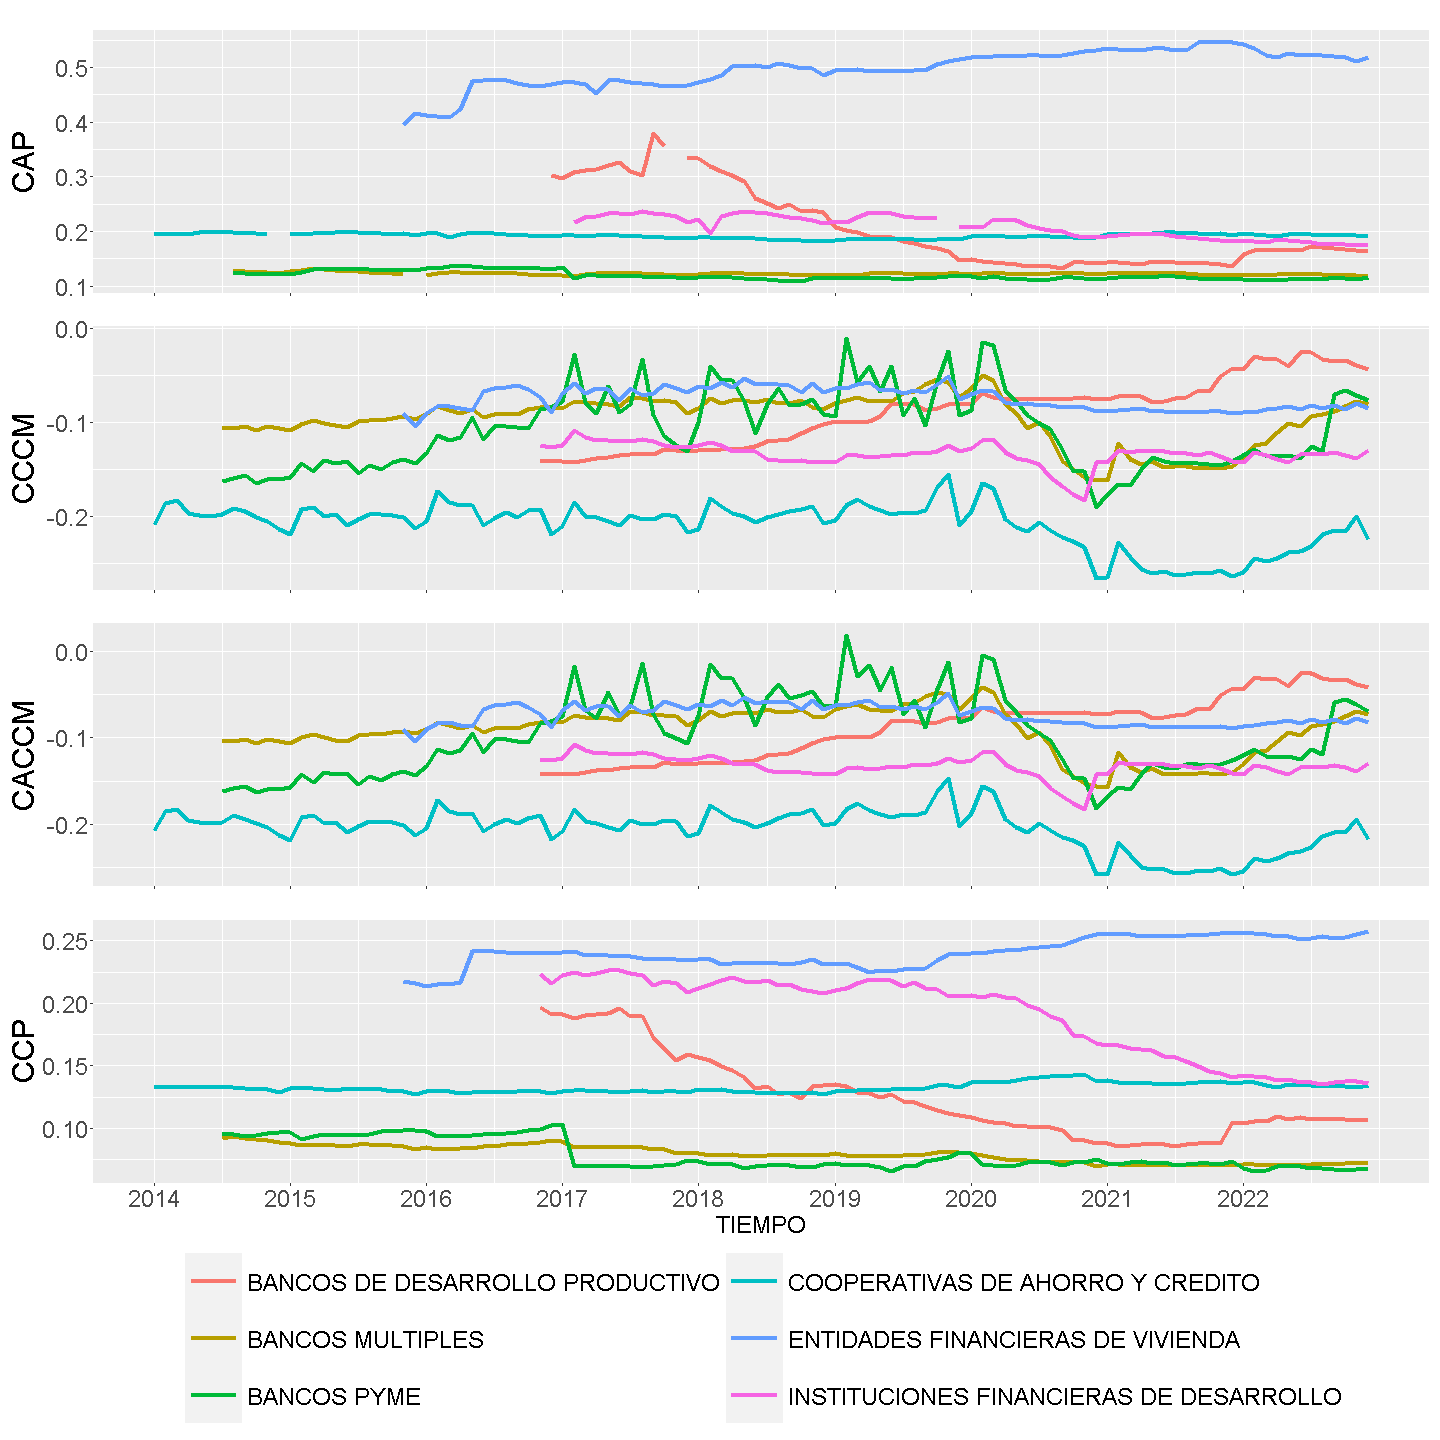 CAP
0.5
0.4
0.3
0.2
0.1
CCCM
0.0
-0.1
-0.2
CACCM
0.0
-0.1
-0.2
CCP
0.25
0.20
0.15
0.10
2014 2015 2016 2017 2018 2019 2020 2021 2022
TIEMPO
BANCOS DE DESARROLLO PRODUCTIVO
BANCOS MULTIPLES
BANCOS PYME
COOPERATIVAS DE AHORRO Y CREDITO
ENTIDADES FINANCIERAS DE VIVIENDA
INSTITUCIONES FINANCIERAS DE DESARROLLO